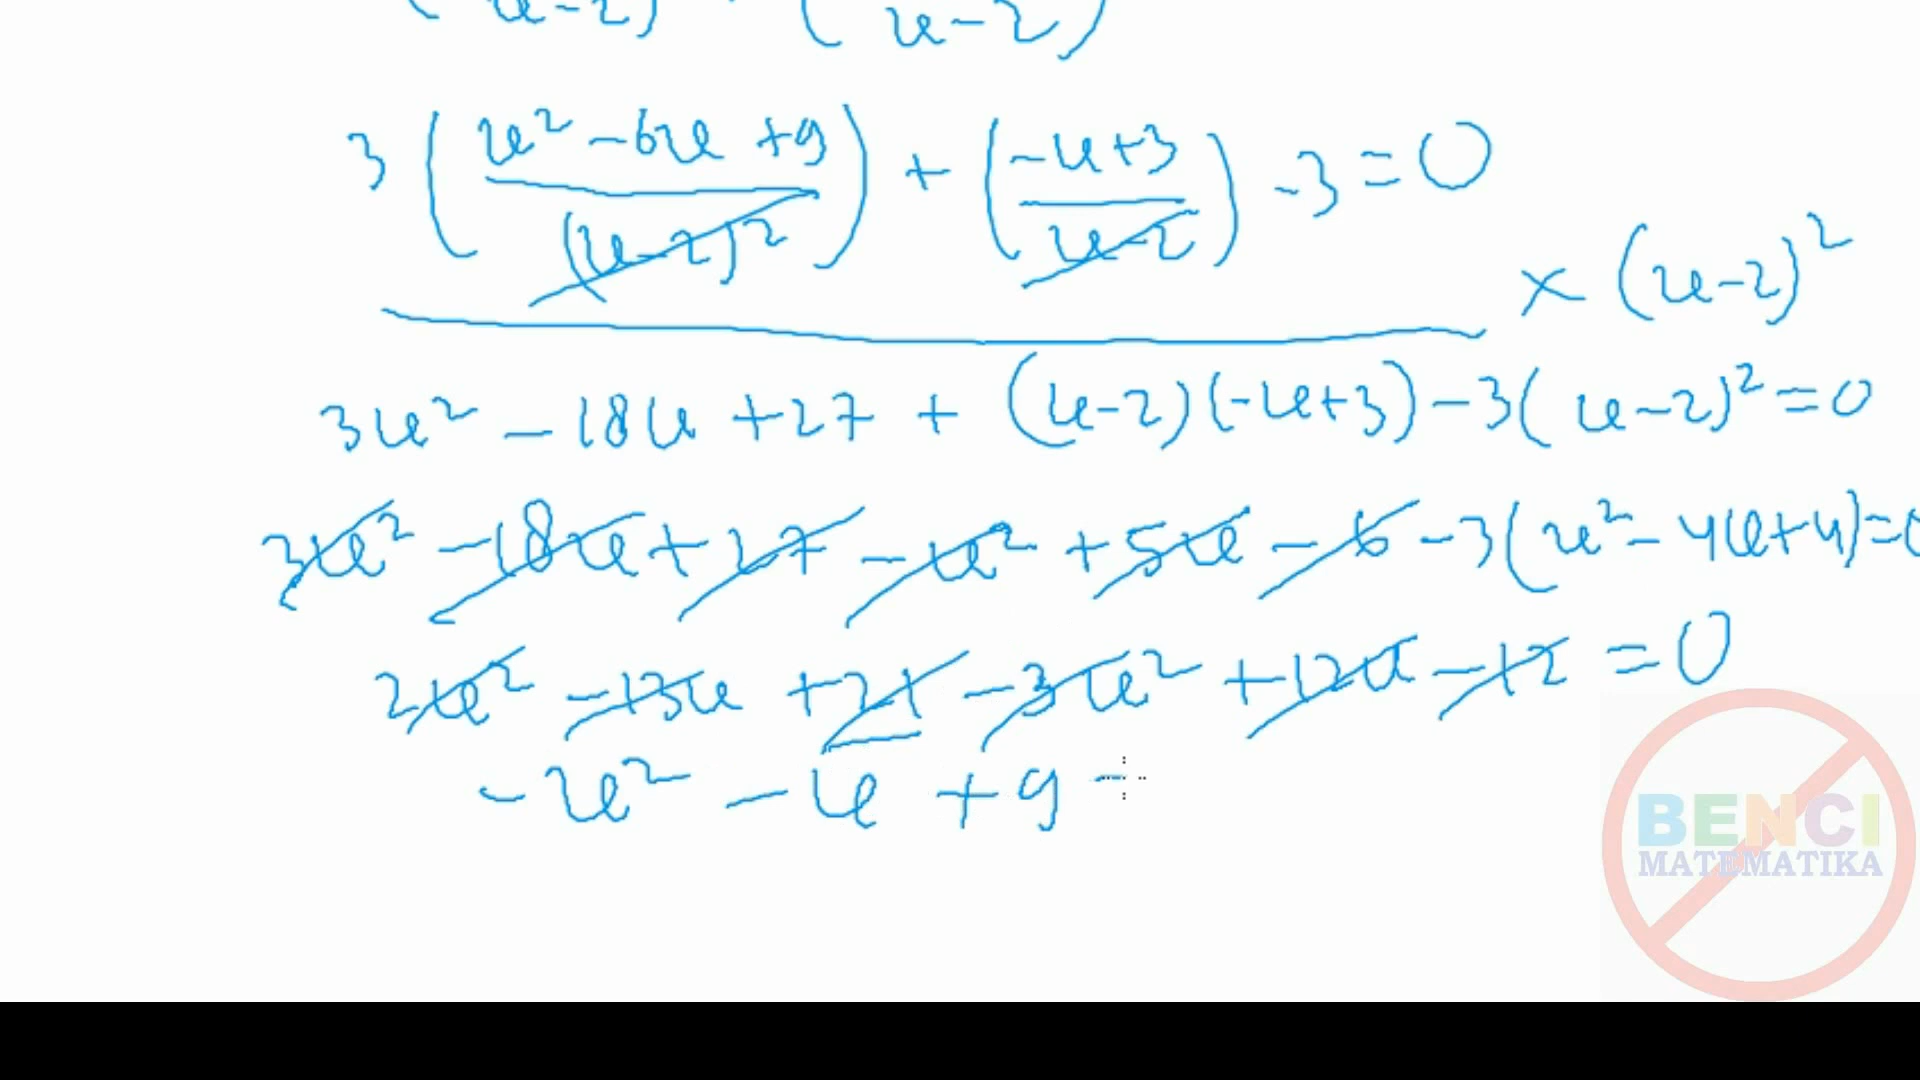 (u-2) (u-2)
3 ( (u² - 6u + 9) / (u-2)² ) + ( (-u+3) / (u-2) ) - 3 = 0
× (u-2)²
3u² - 18u + 27 + (u-2)(-u+3) - 3(u-2)² = 0
3u² - 18u + 27 - u² + 5u - 6 - 3(u² - 4u + 4) = 0
2u² - 13u + 21 - 3u² + 12u - 12 = 0
-u² - u + 9 -
BENCI
MATEMATIKA